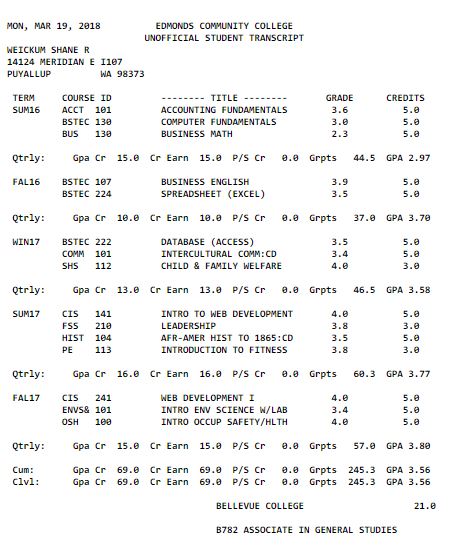 MON, MAR 19, 2018 EDMONDS COMMUNITY COLLEGE
UNOFFICIAL STUDENT TRANSCRIPT
WEICKUM SHANE R
14124 MERIDIAN E I107
PUYALLUP WA 98373
TERM COURSE ID -------- TITLE -------- GRADE CREDITS
SUM16 ACCT 101 ACCOUNTING FUNDAMENTALS 3.6 5.0
BSTEC 130 COMPUTER FUNDAMENTALS 3.0 5.0
BUS 130 BUSINESS MATH 2.3 5.0
Qtrly: Gpa Cr 15.0 Cr Earn 15.0 P/S Cr 0.0 Grpts 44.5 GPA 2.97
FAL16 BSTEC 107 BUSINESS ENGLISH 3.9 5.0
BSTEC 224 SPREADSHEET (EXCEL) 3.5 5.0
Qtrly: Gpa Cr 10.0 Cr Earn 10.0 P/S Cr 0.0 Grpts 37.0 GPA 3.70
WIN17 BSTEC 222 DATABASE (ACCESS) 3.5 5.0
COMM 101 INTERCULTURAL COMM:CD 3.4 5.0
SHS 112 CHILD & FAMILY WELFARE 4.0 3.0
Qtrly: Gpa Cr 13.0 Cr Earn 13.0 P/S Cr 0.0 Grpts 46.5 GPA 3.58
SUM17 CIS 141 INTRO TO WEB DEVELOPMENT 4.0 5.0
FSS 210 LEADERSHIP 3.8 3.0
HIST 104 AFR-AMER HIST TO 1865:CD 3.5 5.0
PE 113 INTRODUCTION TO FITNESS 3.8 3.0
Qtrly: Gpa Cr 16.0 Cr Earn 16.0 P/S Cr 0.0 Grpts 60.3 GPA 3.77
FAL17 CIS 241 WEB DEVELOPMENT I 4.0 5.0
ENVS& 101 INTRO ENV SCIENCE W/LAB 3.4 5.0
OSH 100 INTRO OCCUP SAFETY/HLTH 4.0 5.0
Qtrly: Gpa Cr 15.0 Cr Earn 15.0 P/S Cr 0.0 Grpts 57.0 GPA 3.80
Cum: Gpa Cr 69.0 Cr Earn 69.0 P/S Cr 0.0 Grpts 245.3 GPA 3.56
Clvl: Gpa Cr 69.0 Cr Earn 69.0 P/S Cr 0.0 Grpts 245.3 GPA 3.56
BELLEVUE COLLEGE 21.0
B782 ASSOCIATE IN GENERAL STUDIES